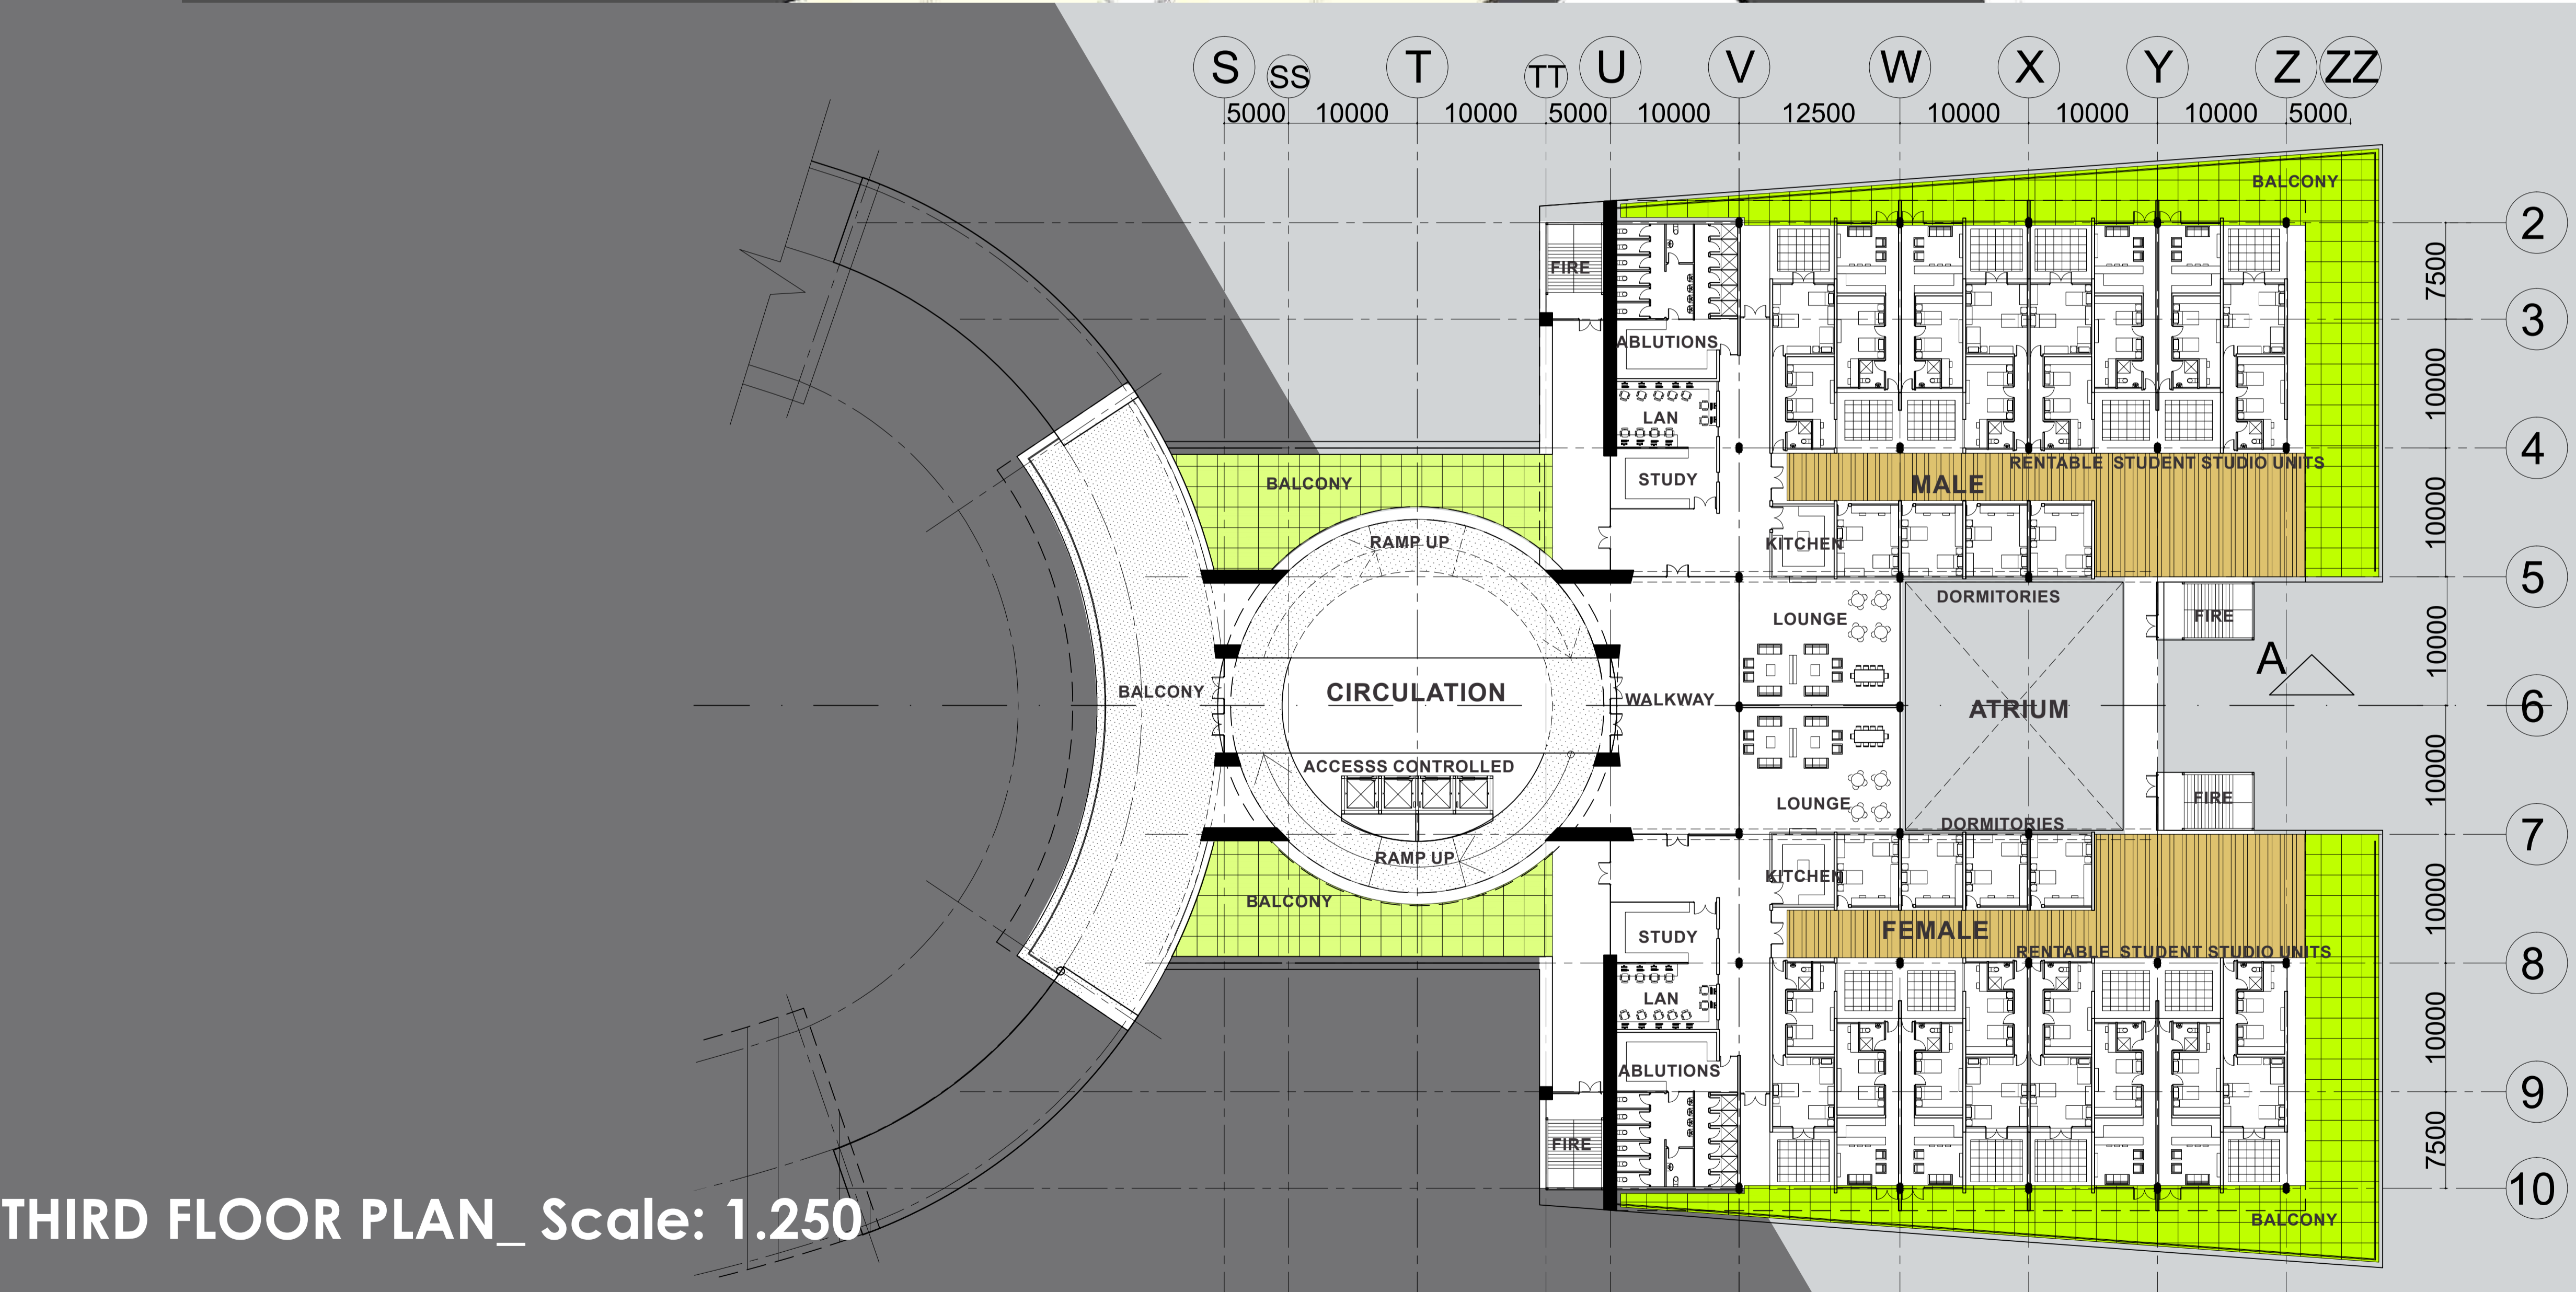 S SS T TT U V W X Y Z ZZ
5000 10000 10000 5000 10000 12500 10000 10000 10000 5000
BALCONY
2
7500
FIRE
3
ABLUTIONS
10000
LAN
4
RENTABLE STUDENT STUDIO UNITS
BALCONY
STUDY
MALE
10000
RAMP UP
KITCHEN
5
DORMITORIES
LOUNGE
FIRE
10000
A
BALCONY
CIRCULATION
WALKWAY
ATRIUM
6
ACCESSS CONTROLLED
10000
LOUNGE
FIRE
DORMITORIES
7
RAMP UP
KITCHEN
BALCONY
10000
STUDY
FEMALE
RENTABLE STUDENT STUDIO UNITS
8
LAN
10000
ABLUTIONS
9
FIRE
7500
10
BALCONY
THIRD FLOOR PLAN_ Scale: 1.250